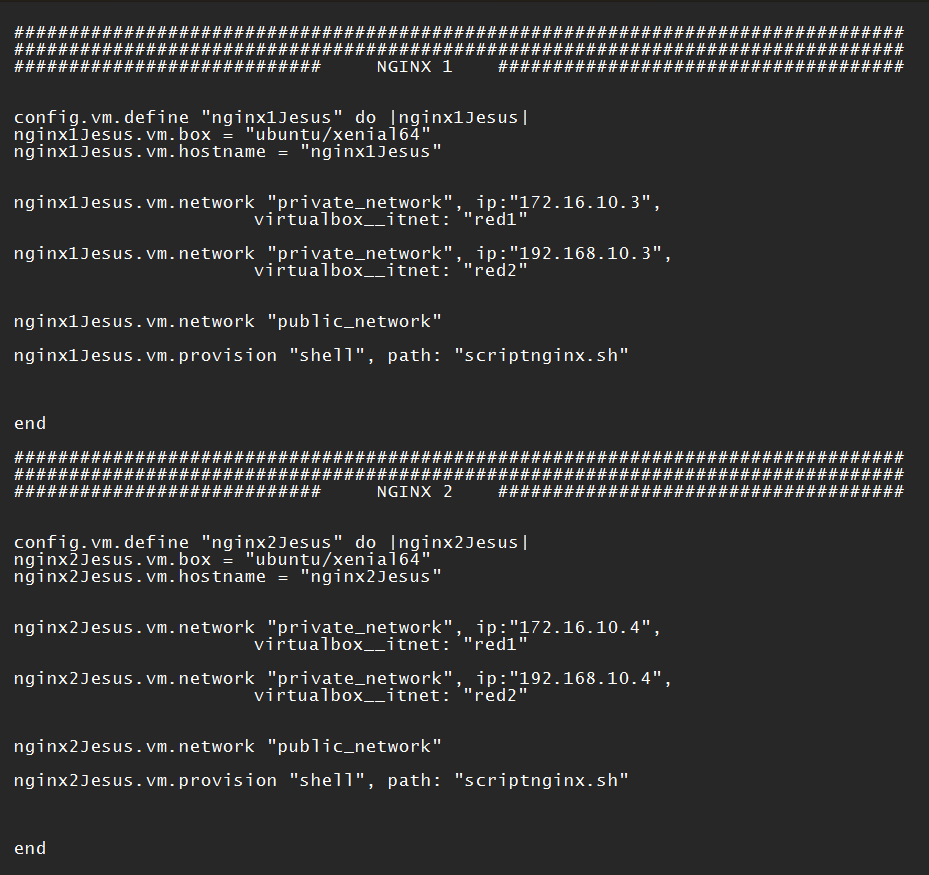 #################################################################################
#################################################################################
############################ NGINX 1 #####################################
config.vm.define "nginx1Jesus" do |nginx1Jesus|
nginx1Jesus.vm.box = "ubuntu/xenial64"
nginx1Jesus.vm.hostname = "nginx1Jesus"
nginx1Jesus.vm.network "private_network", ip:"172.16.10.3",
virtualbox__itnet: "red1"
nginx1Jesus.vm.network "private_network", ip:"192.168.10.3",
virtualbox__itnet: "red2"
nginx1Jesus.vm.network "public_network"
nginx1Jesus.vm.provision "shell", path: "scriptnginx.sh"
end
#################################################################################
#################################################################################
############################ NGINX 2 #####################################
config.vm.define "nginx2Jesus" do |nginx2Jesus|
nginx2Jesus.vm.box = "ubuntu/xenial64"
nginx2Jesus.vm.hostname = "nginx2Jesus"
nginx2Jesus.vm.network "private_network", ip:"172.16.10.4",
virtualbox__itnet: "red1"
nginx2Jesus.vm.network "private_network", ip:"192.168.10.4",
virtualbox__itnet: "red2"
nginx2Jesus.vm.network "public_network"
nginx2Jesus.vm.provision "shell", path: "scriptnginx.sh"
end